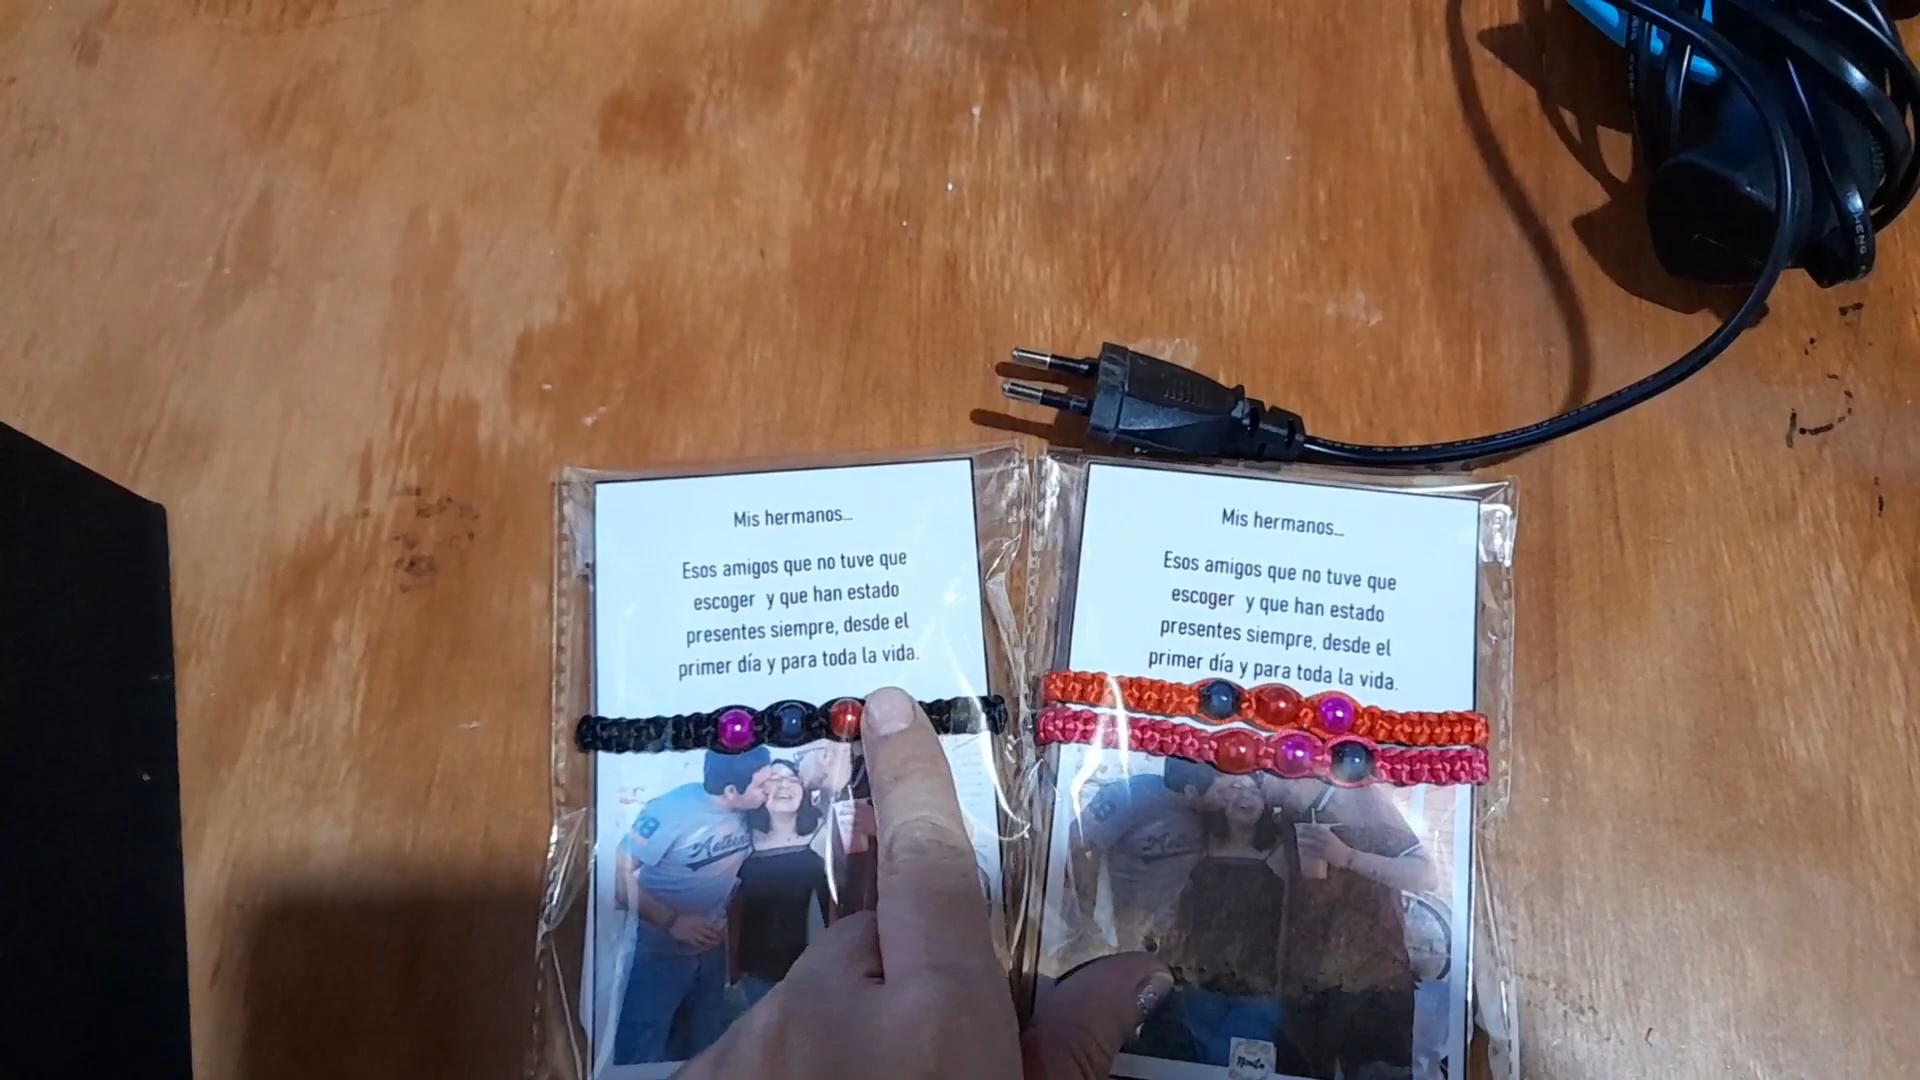 Mis hermanos...
Esos amigos que no tuve que
escoger y que han estado
presentes siempre, desde el
primer día y para toda la vida.
Mis hermanos...
Esos amigos que no tuve que
escoger y que han estado
presentes siempre, desde el
primer día y para toda la vida.
28
28